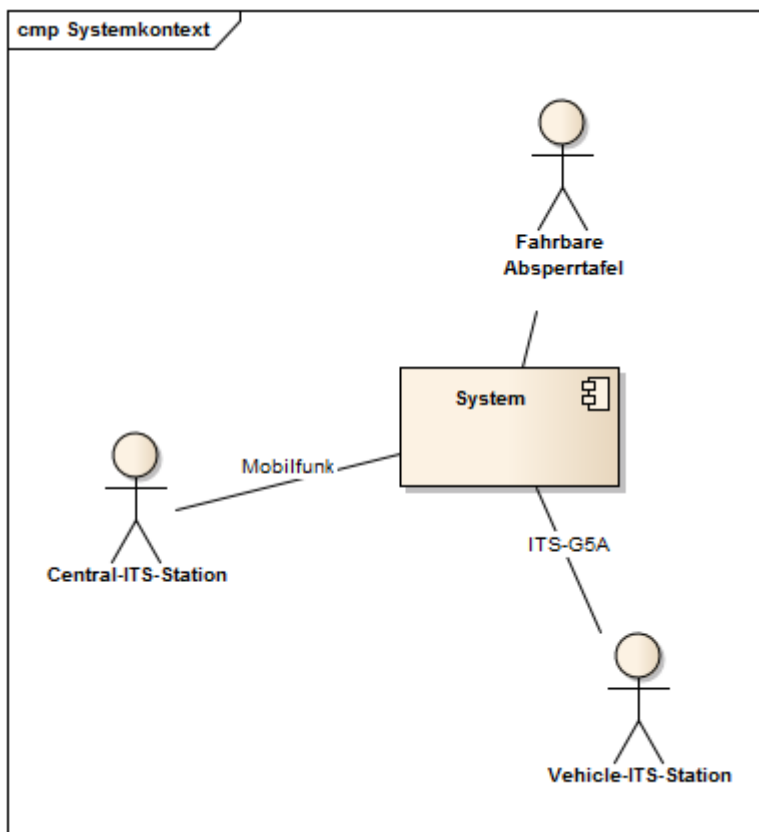 cmp Systemkontext
Fahrbare
Absperrtafel
System
Mobilfunk
Central-ITS-Station
ITS-G5A
Vehicle-ITS-Station